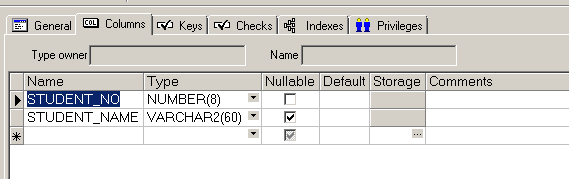 General Columns Keys Checks Indexes Privileges
Type owner Name
Name Type Nullable Default Storage Comments
STUDENT_NO NUMBER(8)
STUDENT_NAME VARCHAR2(60)